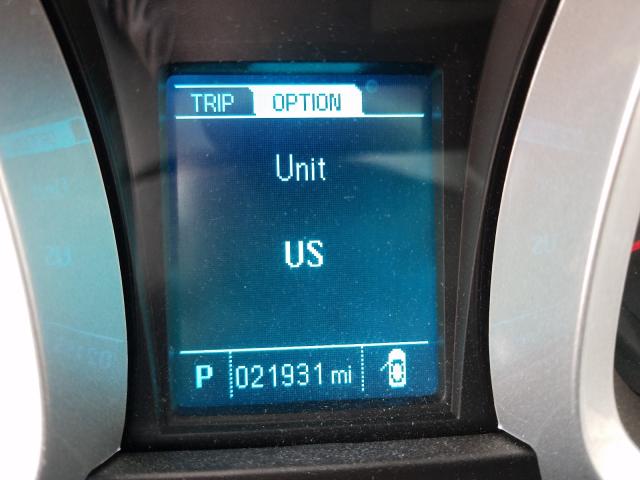 TRIP OPTION
Unit
US
P 021931 mi